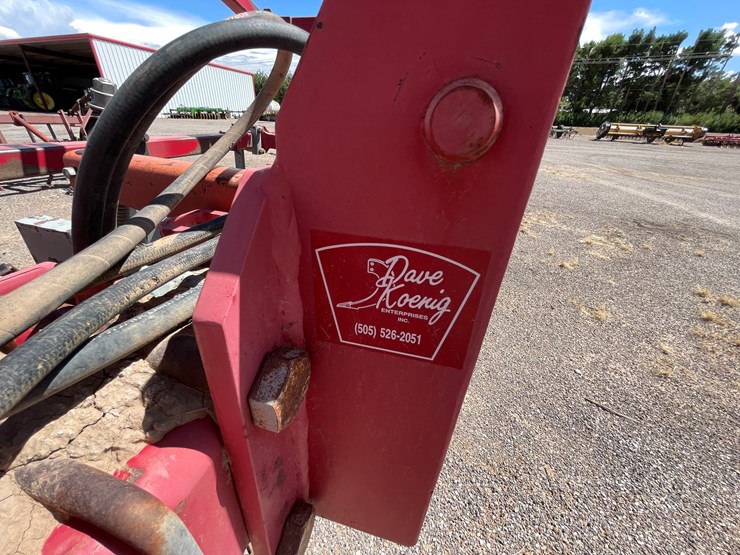 Dave
Koenig
ENTERPRISES
INC.
(505) 526-2051